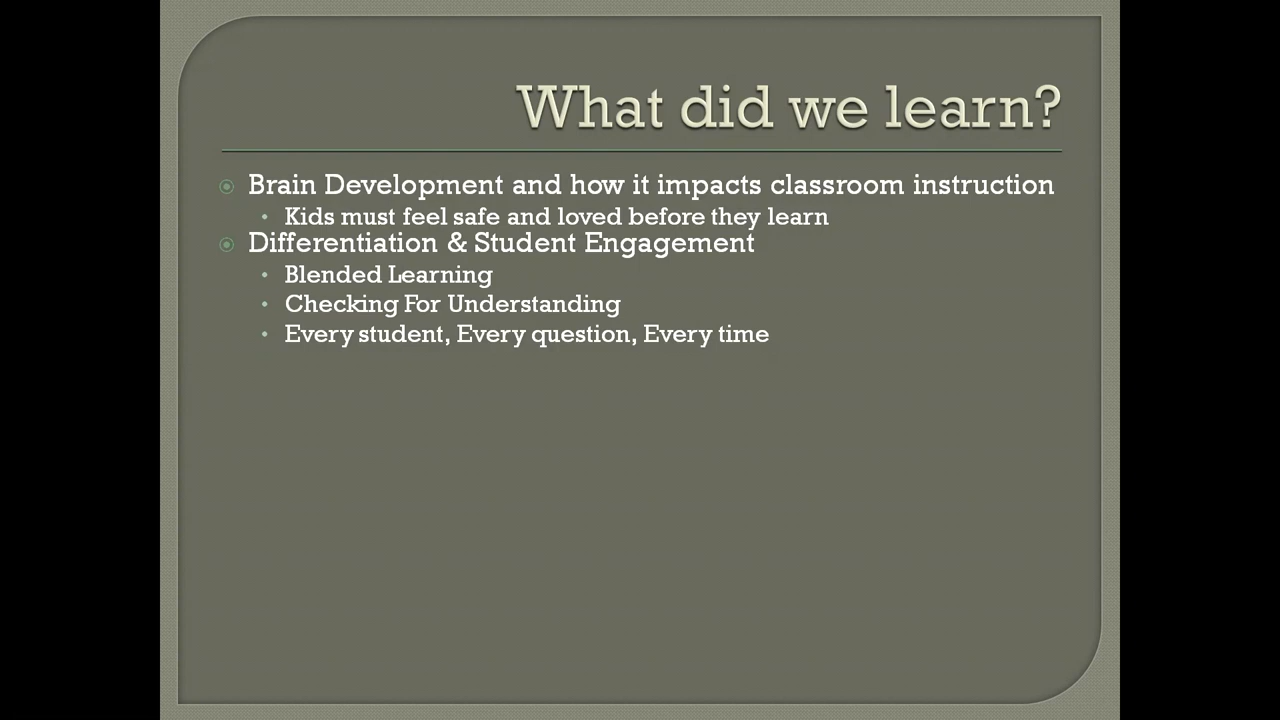 What did we learn?
Brain Development and how it impacts classroom instruction
Kids must feel safe and loved before they learn
Differentiation & Student Engagement
Blended Learning
Checking For Understanding
Every student, Every question, Every time